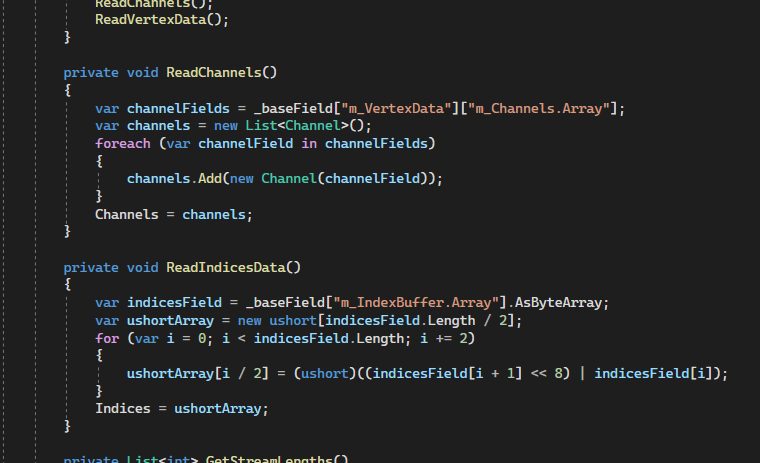 ReadChannels();
ReadVertexData();
}
private void ReadChannels()
{
var channelFields = _baseField["m_VertexData"]["m_Channels.Array"];
var channels = new List<Channel>();
foreach (var channelField in channelFields)
{
channels.Add(new Channel(channelField));
}
Channels = channels;
}
private void ReadIndicesData()
{
var indicesField = _baseField["m_IndexBuffer.Array"].AsByteArray;
var ushortArray = new ushort[indicesField.Length / 2];
for (var i = 0; i < indicesField.Length; i += 2)
{
ushortArray[i / 2] = (ushort)((indicesField[i + 1] << 8) | indicesField[i]);
}
Indices = ushortArray;
}
private List<int> GetStreamLengths()